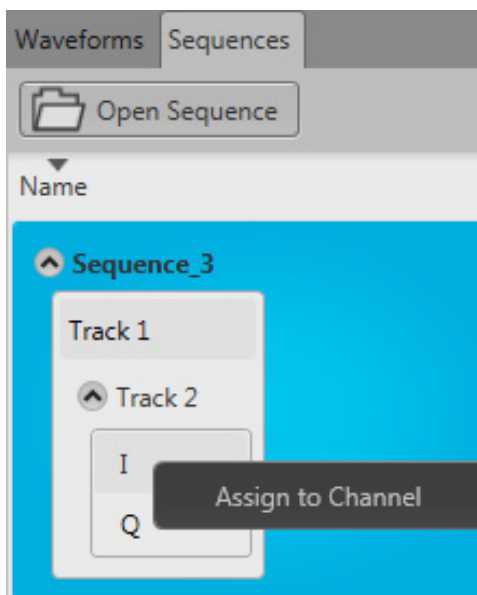 Waveforms Sequences
Open Sequence
Name
Sequence_3
Track 1
Track 2
I
Assign to Channel
Q